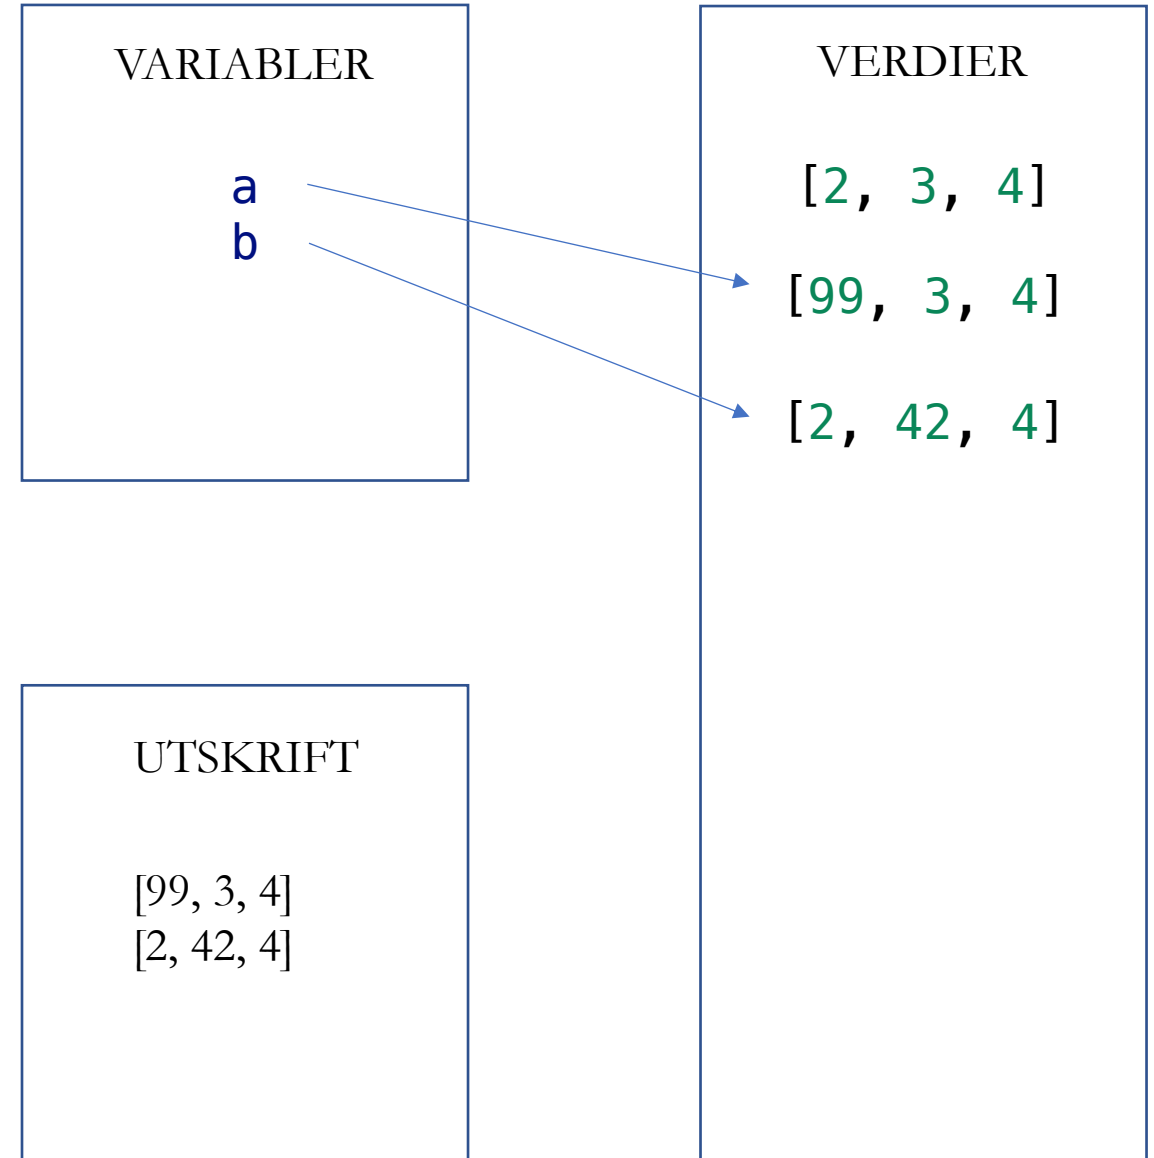 VARIABLER
a
b
VERDIER
[2, 3, 4]
[99, 3, 4]
[2, 42, 4]
UTSKRIFT
[99, 3, 4]
[2, 42, 4]